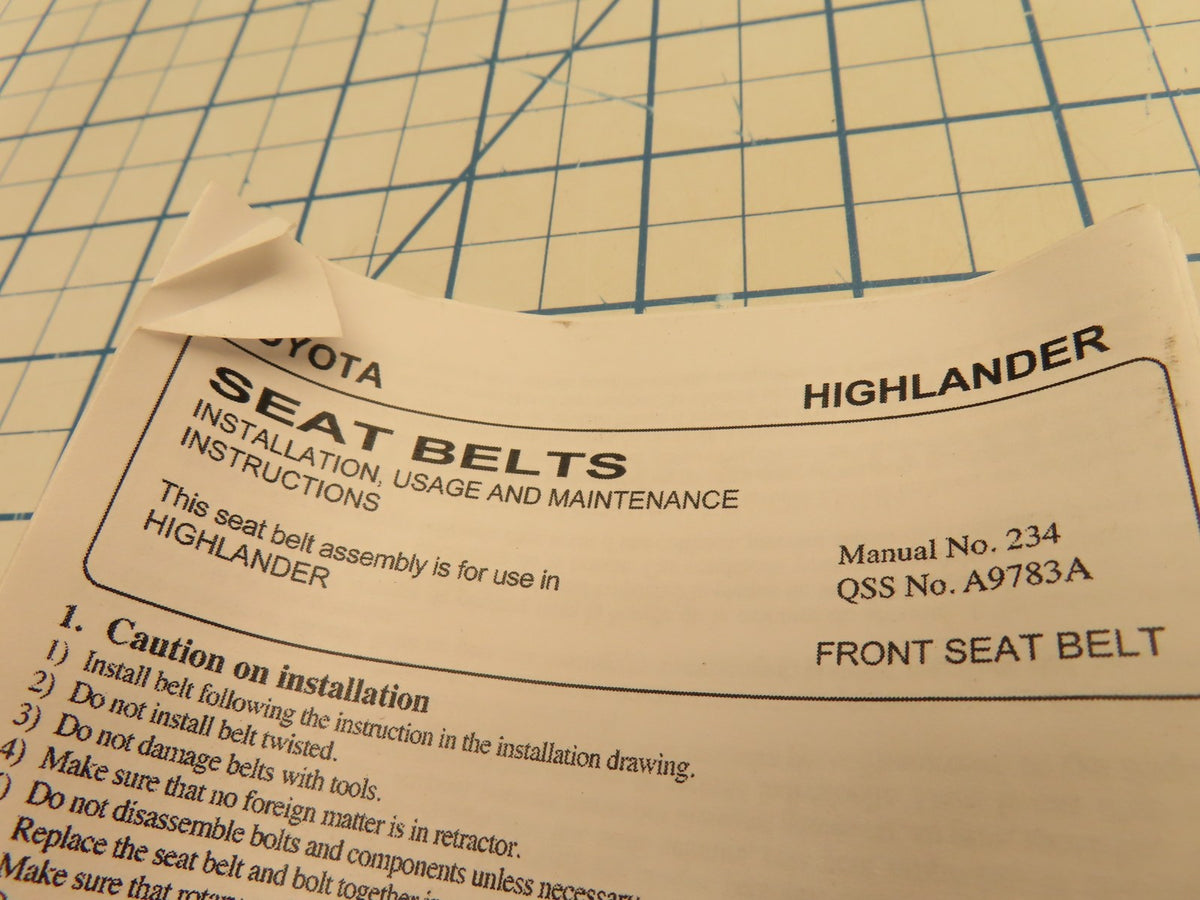 OYOTA
HIGHLANDER
SEAT BELTS
INSTALLATION, USAGE AND MAINTENANCE
INSTRUCTIONS
This seat belt assembly is for use in
HIGHLANDER
Manual No. 234
QSS No. A9783A
FRONT SEAT BELT
1. Caution on installation
1) Install belt following the instruction in the installation drawing.
2) Do not install belt twisted.
3) Do not damage belts with tools.
4) Make sure that no foreign matter is in retractor.
) Do not disassemble bolts and components unless necessary
Replace the seat belt and bolt together
Make sure that